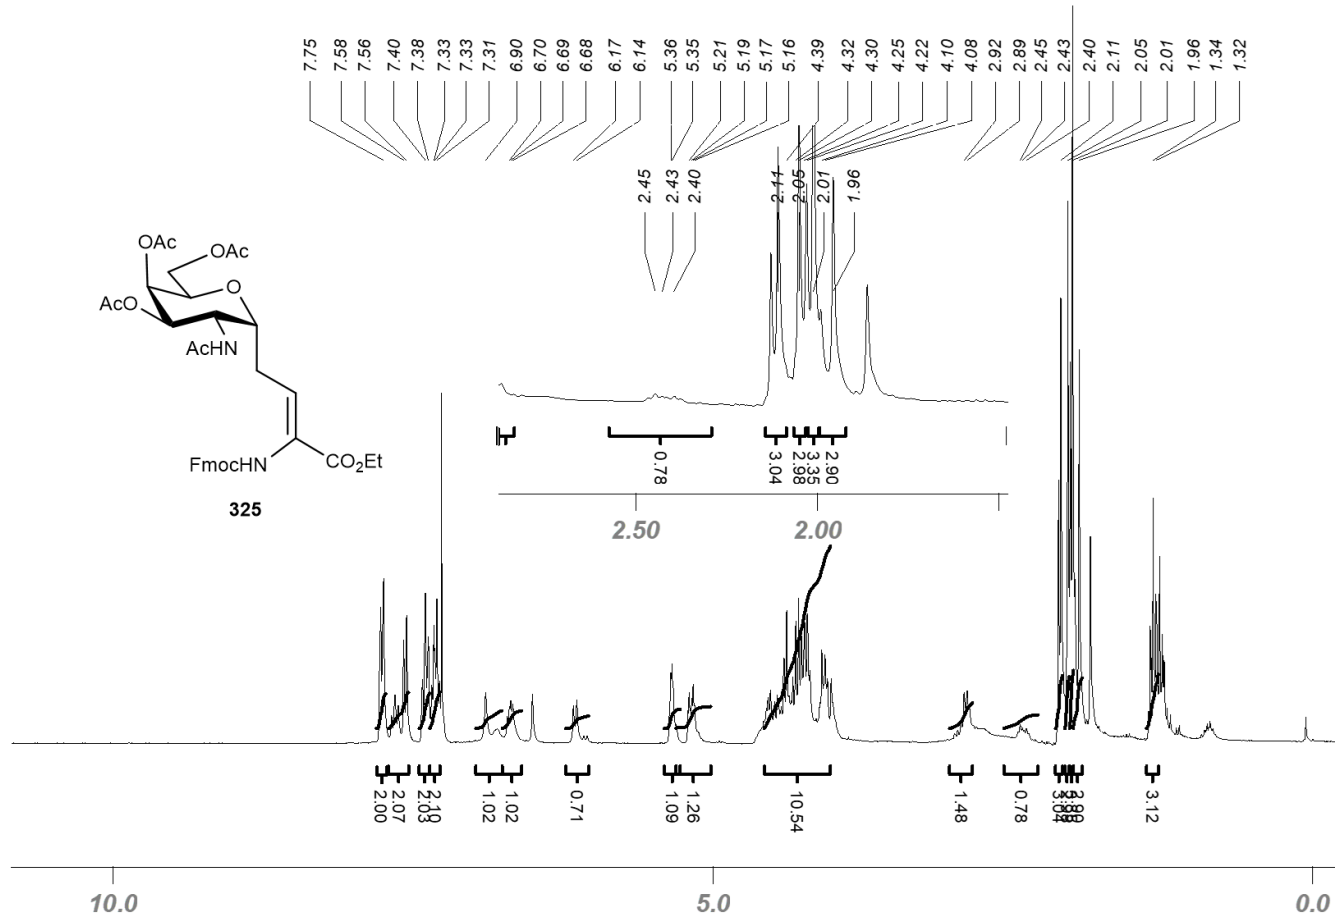 7.75 7.58 7.56 7.40 7.38 7.33 7.33 7.31 6.90 6.70 6.69 6.68 6.17 6.14 5.36 5.35 5.21 5.19 5.17 5.16 4.39 4.32 4.30 4.25 4.22 4.10 4.08 2.92 2.89 2.45 2.43 2.40 2.11 2.05 2.01 1.96 1.34 1.32
2.45 2.43 2.40 2.11 2.05 2.01 1.96
OAc
OAc
O
AcO
AcHN
FmocHN
CO2Et
325
0.78 3.04 2.98 3.35 2.90
2.50 2.00
2.00 2.07 2.03 2.10 1.02 1.02 0.71 1.09 1.26 10.54 1.48 0.78 3.04 2.90 3.12
10.0 5.0 0.0